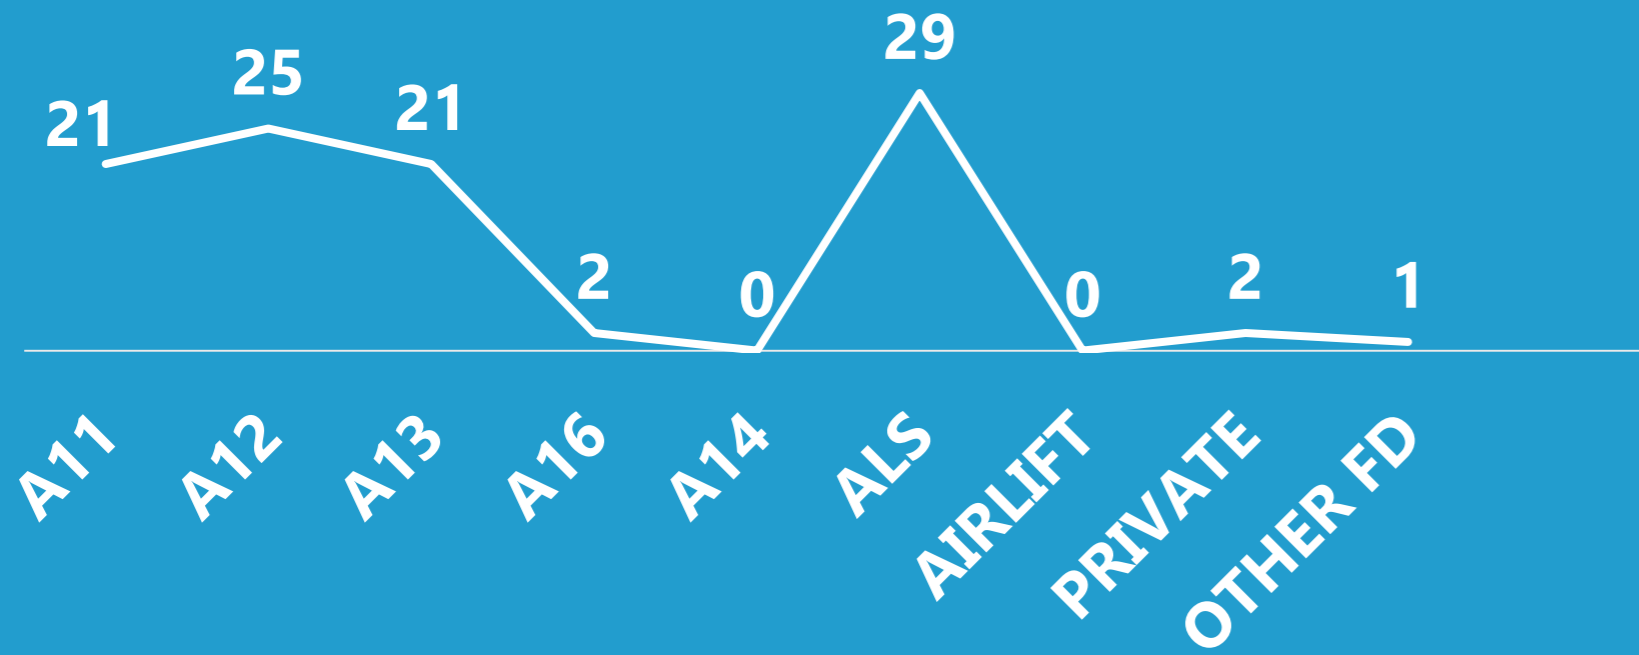 29
25
21
21
2
0
0
2
1
A11
A12
A13
A16
A14
ALS
AIRLIFT
PRIVATE
OTHER FD